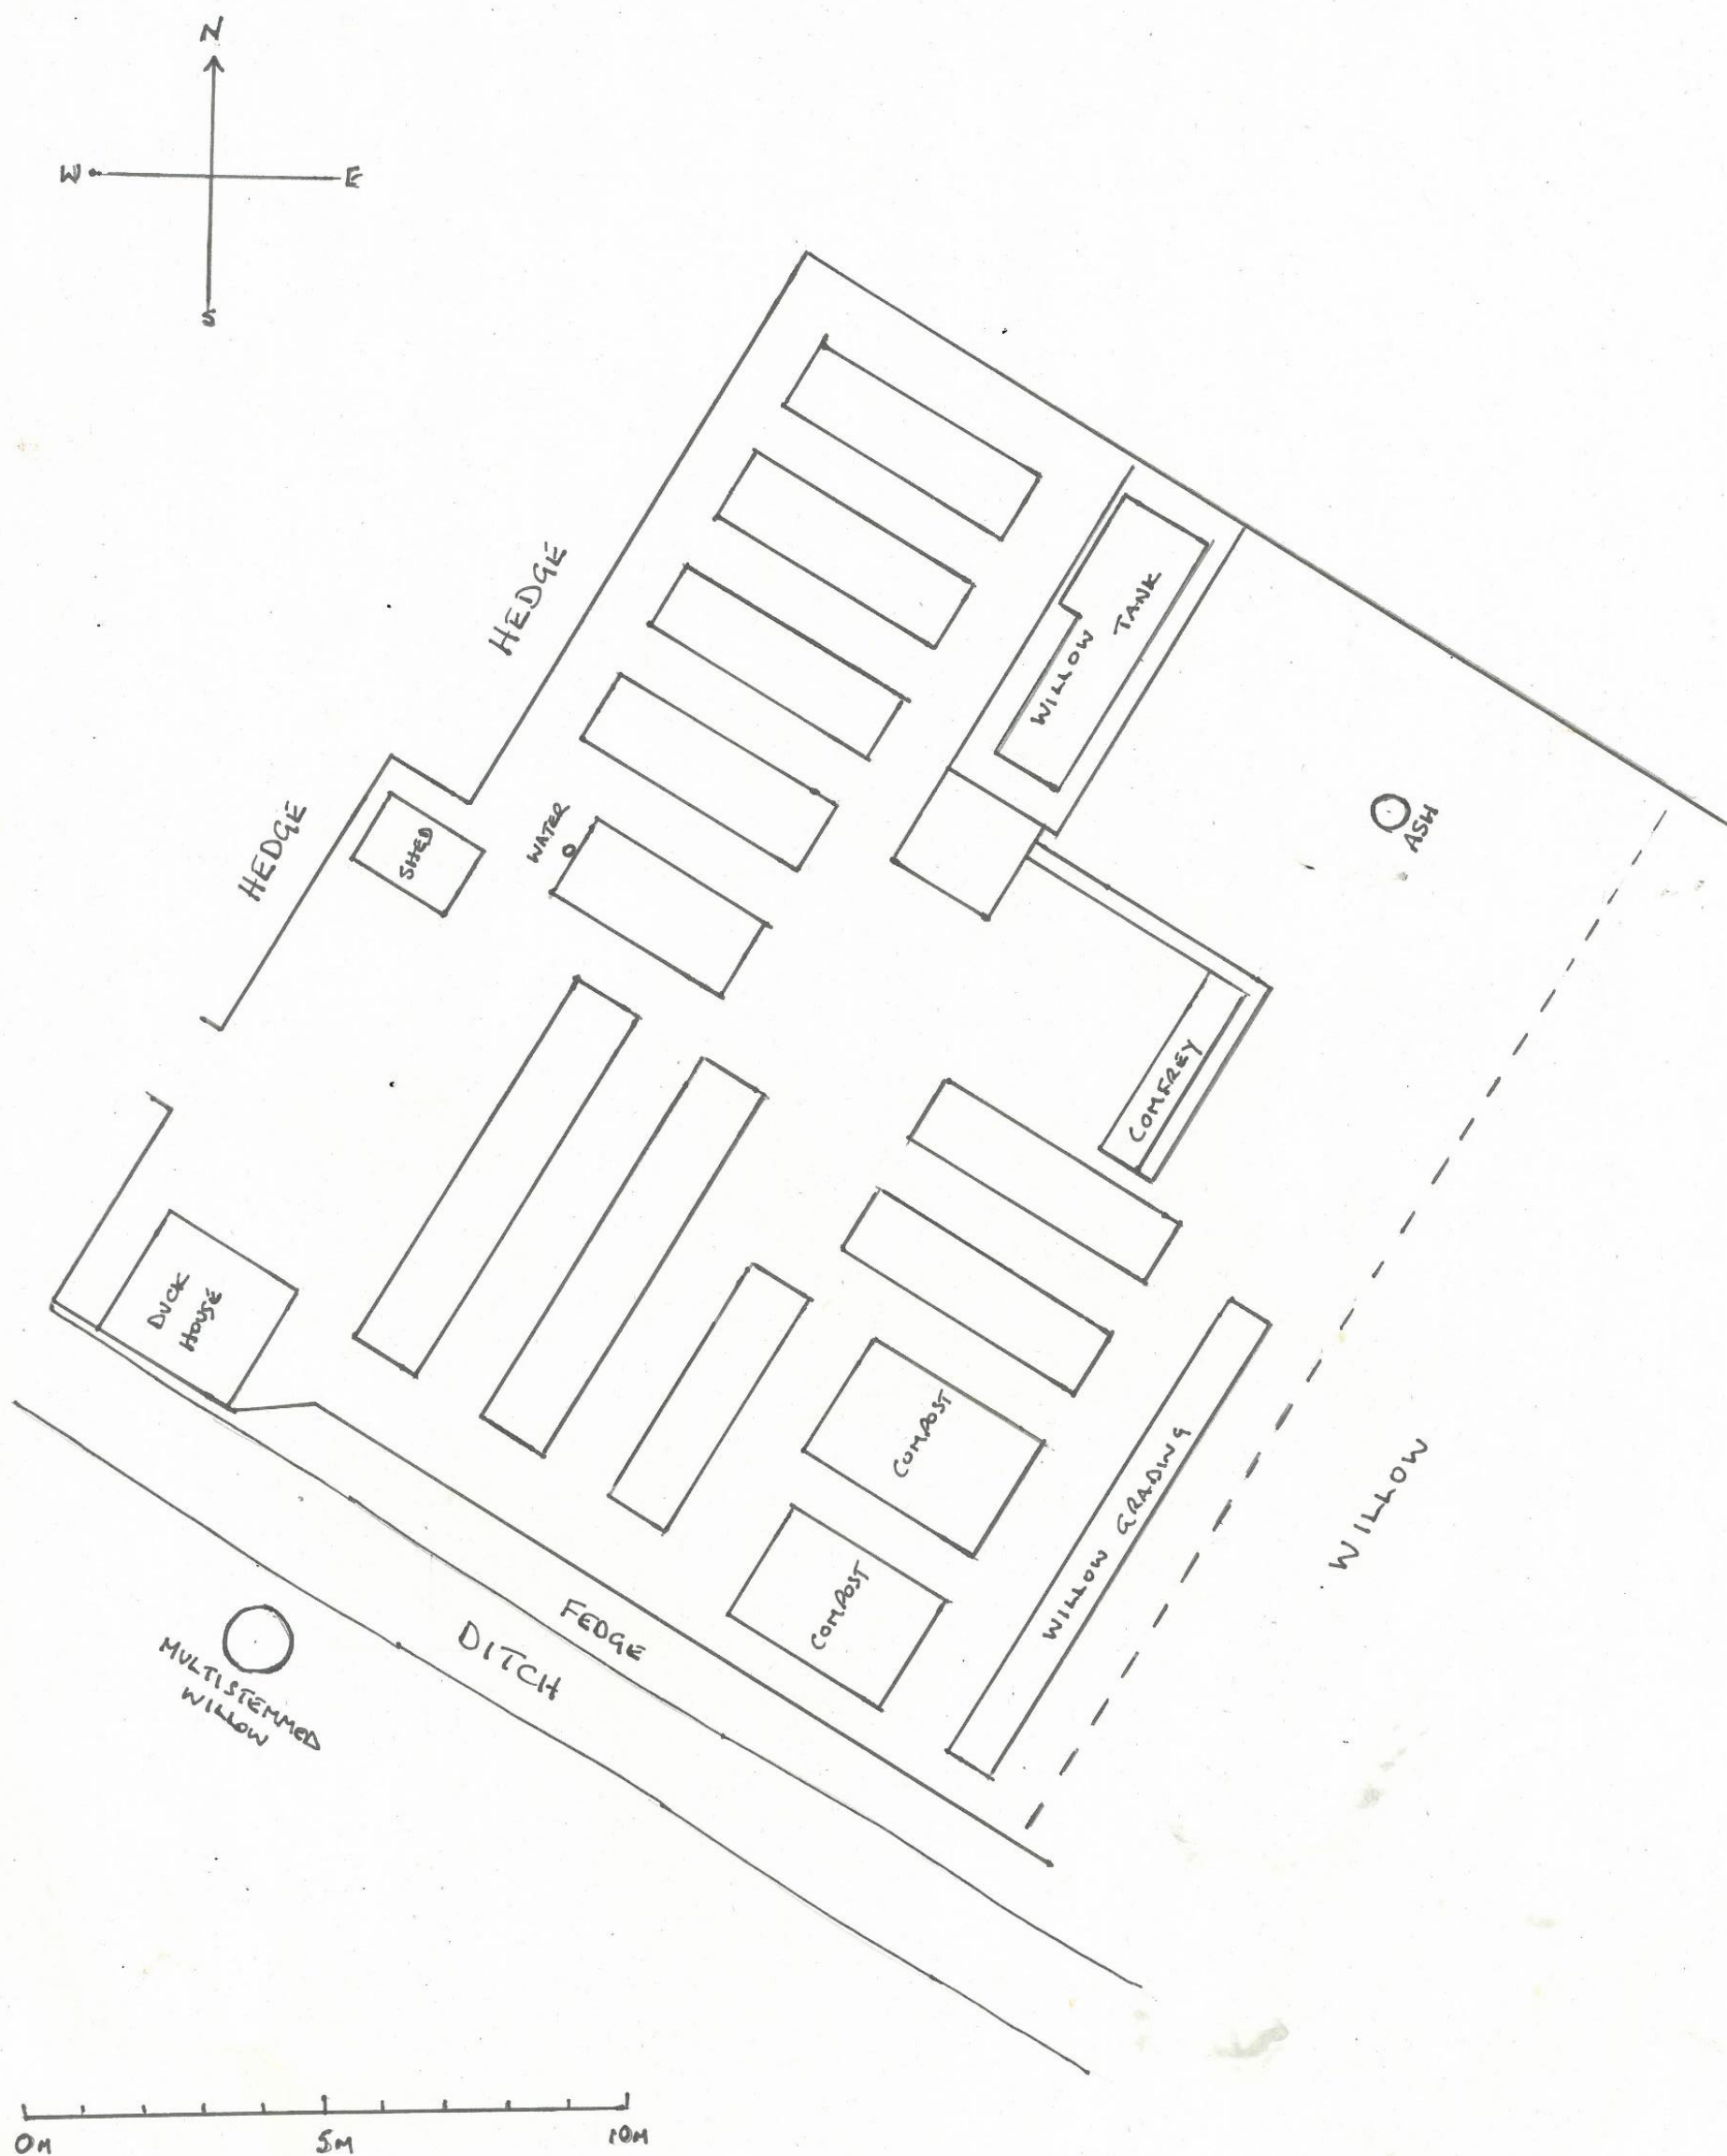 N
W
E
S
HEDGE
WILLOW
TANK
HEDGE
SHED
WATER
ASH
COMFREY
DUCK
HOUSE
COMPOST
WILLOW GRADING
WILLOW
COMPOST
FEDGE
DITCH
MULTISTEMMED
WILLOW
0M
5M
10M